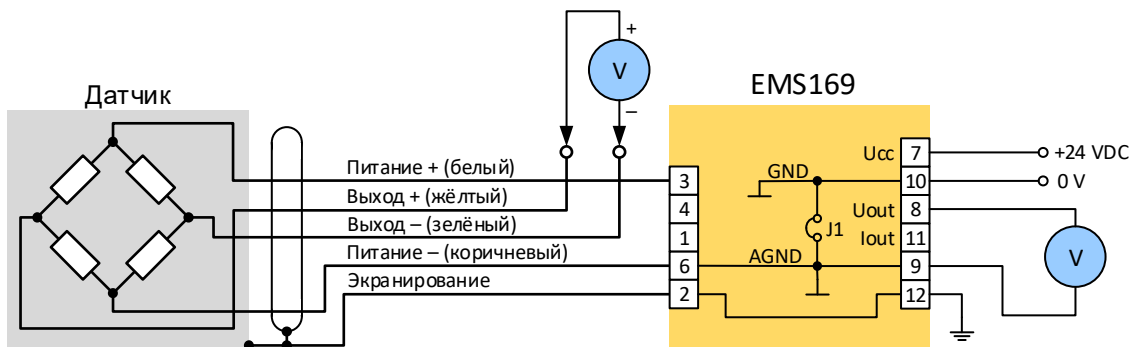 Датчик
+
V
–
EMS169
Питание + (белый)
Выход + (жёлтый)
Выход – (зелёный)
Питание – (коричневый)
Экранирование
3
4
1
6
2
GND
J1
AGND
Ucc
Uout
Iout
7
10
8
11
9
12
+24 VDC
0 V
V